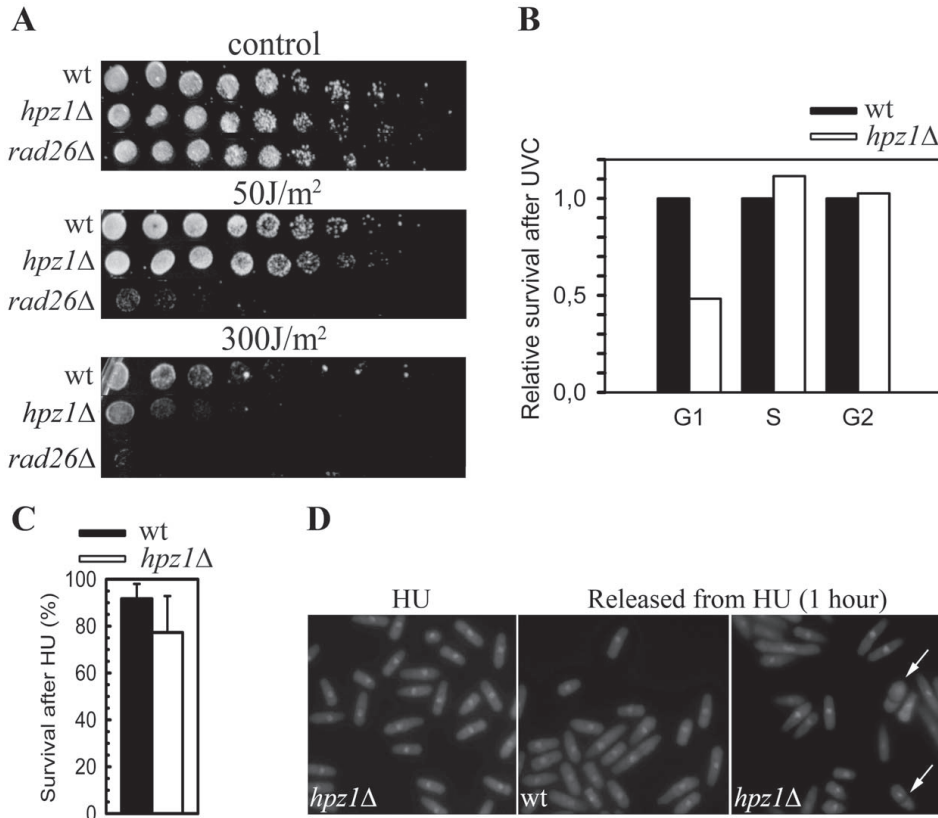 A
control
wt
hpz1Δ
rad26Δ
50J/m²
wt
hpz1Δ
rad26Δ
300J/m²
wt
hpz1Δ
rad26Δ
B
wt
hpz1Δ
Relative survival after UVC
1,0
0,5
0,0
G1 S G2
C
wt
hpz1Δ
Survival after HU (%)
100
80
60
40
20
0
D
HU
Released from HU (1 hour)
hpz1Δ
wt
hpz1Δ